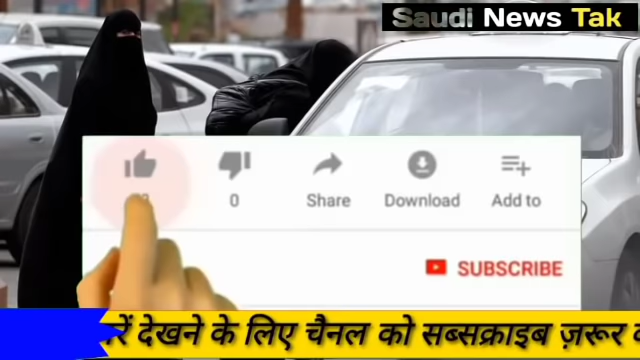 Saudi News Tak
0
Share
Download
Add to
SUBSCRIBE
देखने के लिए चैनल को सब्सक्राइब ज़रूर